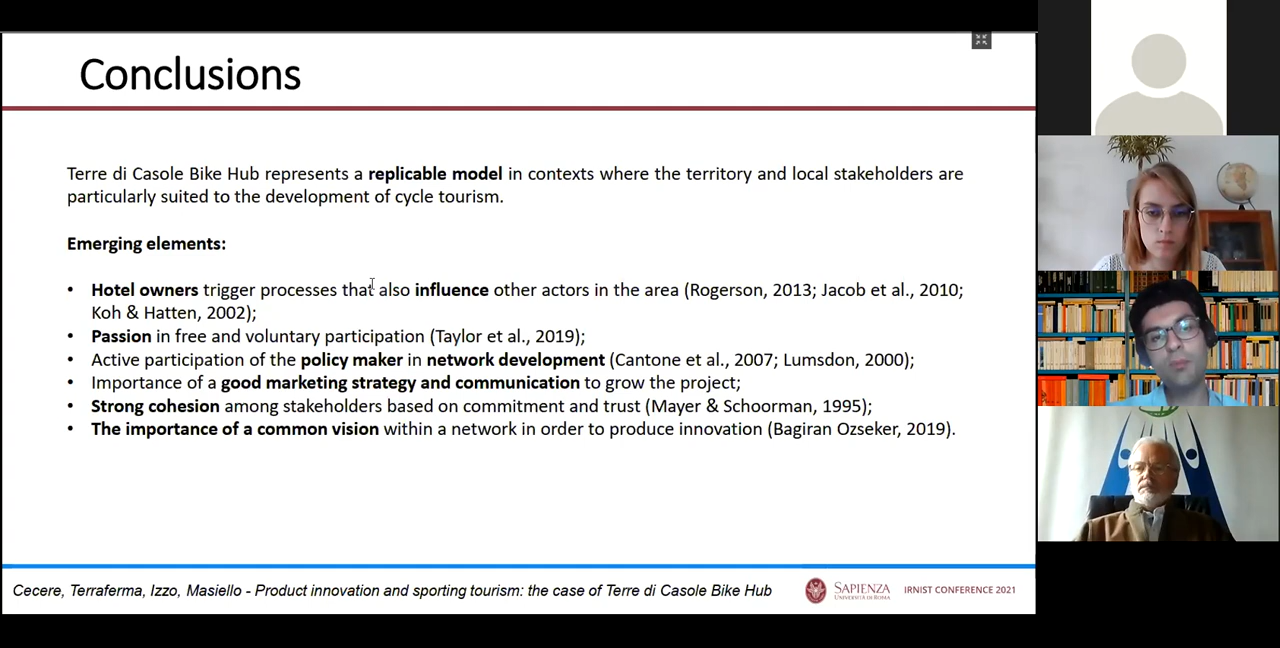 Conclusions
Terre di Casole Bike Hub represents a replicable model in contexts where the territory and local stakeholders are
particularly suited to the development of cycle tourism.
Emerging elements:
• Hotel owners trigger processes that also influence other actors in the area (Rogerson, 2013; Jacob et al., 2010;
Koh & Hatten, 2002);
• Passion in free and voluntary participation (Taylor et al., 2019);
• Active participation of the policy maker in network development (Cantone et al., 2007; Lumsdon, 2000);
• Importance of a good marketing strategy and communication to grow the project;
• Strong cohesion among stakeholders based on commitment and trust (Mayer & Schoorman, 1995);
• The importance of a common vision within a network in order to produce innovation (Bagiran Ozseker, 2019).
Cecere, Terraferma, Izzo, Masiello - Product innovation and sporting tourism: the case of Terre di Casole Bike Hub
SAPIENZA
UNIVERSITÀ DI ROMA
IRNIST CONFERENCE 2021